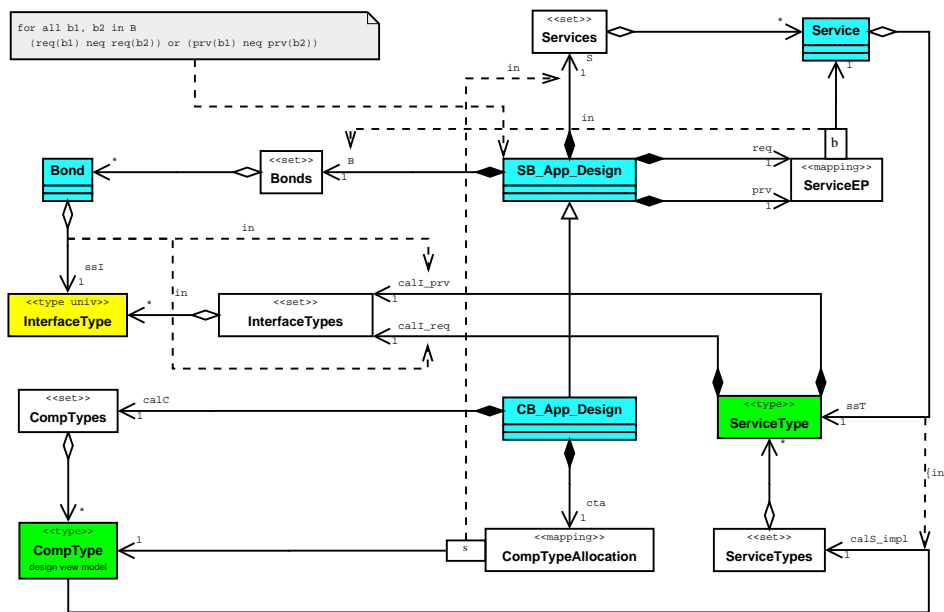 for all b1, b2 in B
(req(b1) neq req(b2)) or (prv(b1) neq prv(b2))
<<set>>
Services
*
Service
in
S
1
1
in
b
B
1
*
Bond
<<set>>
Bonds
SB_App_Design
req
1
<<mapping>>
ServiceEP
prv
1
in
ssI
1
calI_prv
1
<<type univ>>
InterfaceType
*
in
<<set>>
InterfaceTypes
calI_req
1
<<set>>
CompTypes
calC
1
CB_App_Design
<<type>>
ServiceType
ssT
1
*
{in
*
cta
1
<<type>>
CompType
design view model
1
s
<<mapping>>
CompTypeAllocation
<<set>>
ServiceTypes
calS_impl
1